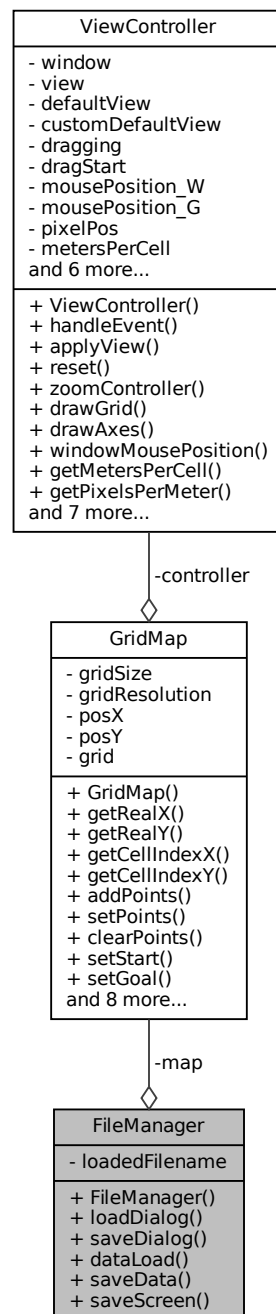 ViewController
- window
- view
- defaultView
- customDefaultView
- dragging
- dragStart
- mousePosition_W
- mousePosition_G
- pixelPos
- metersPerCell
and 6 more...
+ ViewController()
+ handleEvent()
+ applyView()
+ reset()
+ zoomController()
+ drawGrid()
+ drawAxes()
+ windowMousePosition()
+ getMetersPerCell()
+ getPixelsPerMeter()
and 7 more...
-controller
GridMap
- gridSize
- gridResolution
- posX
- posY
- grid
+ GridMap()
+ getRealX()
+ getRealY()
+ getCellIndexX()
+ getCellIndexY()
+ addPoints()
+ setPoints()
+ clearPoints()
+ setStart()
+ setGoal()
and 8 more...
-map
FileManager
- loadedFilename
+ FileManager()
+ loadDialog()
+ saveDialog()
+ dataLoad()
+ saveData()
+ saveScreen()